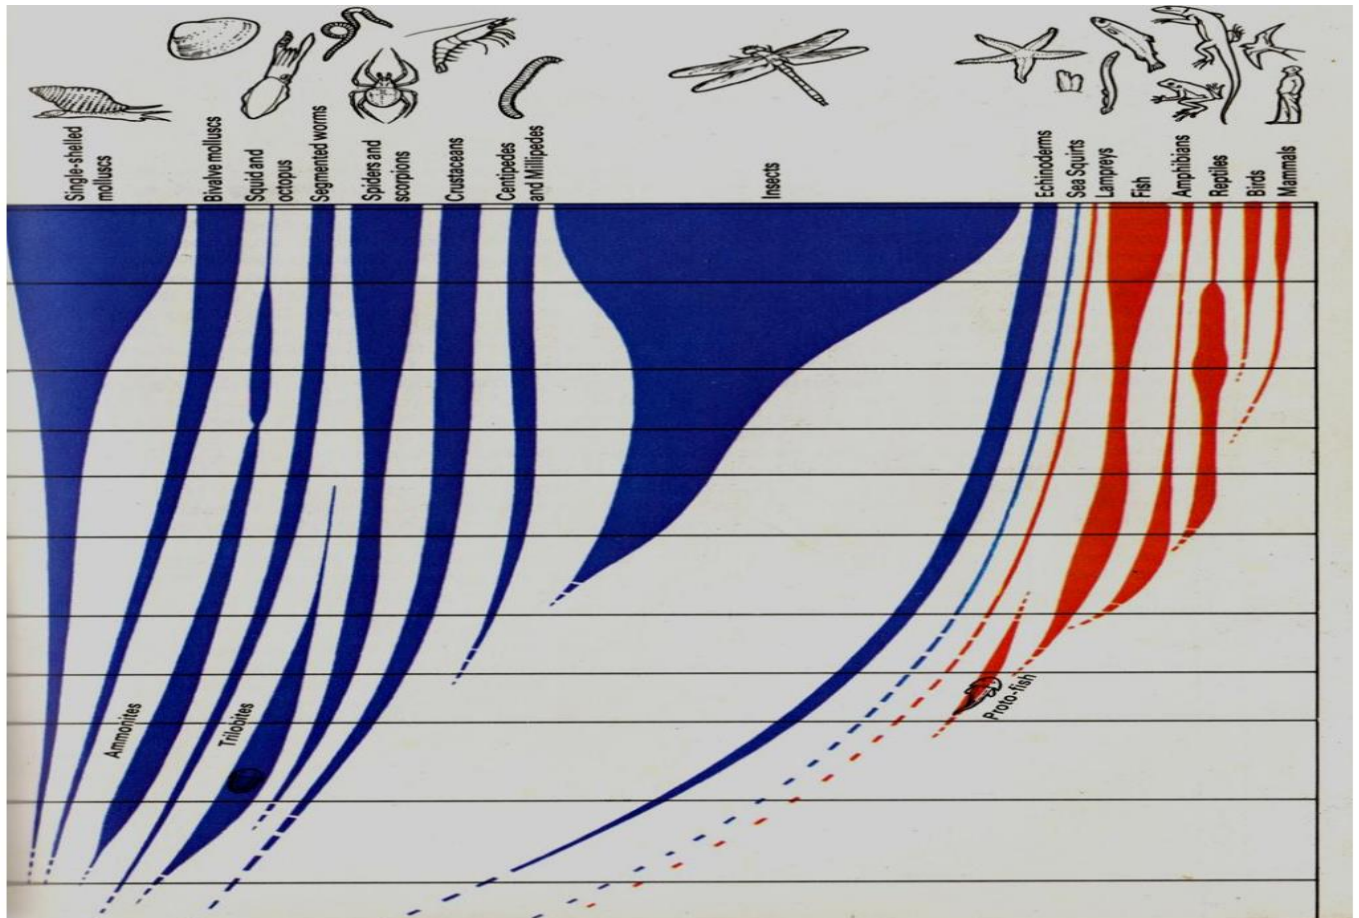 Single-shelled
molluscs
Bivalve molluscs
Squid and
octopus
Segmented worms
Spiders and
scorpions
Crustaceans
Centipedes
and Millipedes
Insects
Echinoderms
Sea Squirts
Lampreys
Fish
Amphibians
Reptiles
Birds
Mammals
Ammonites
Trilobites
Proto-fish